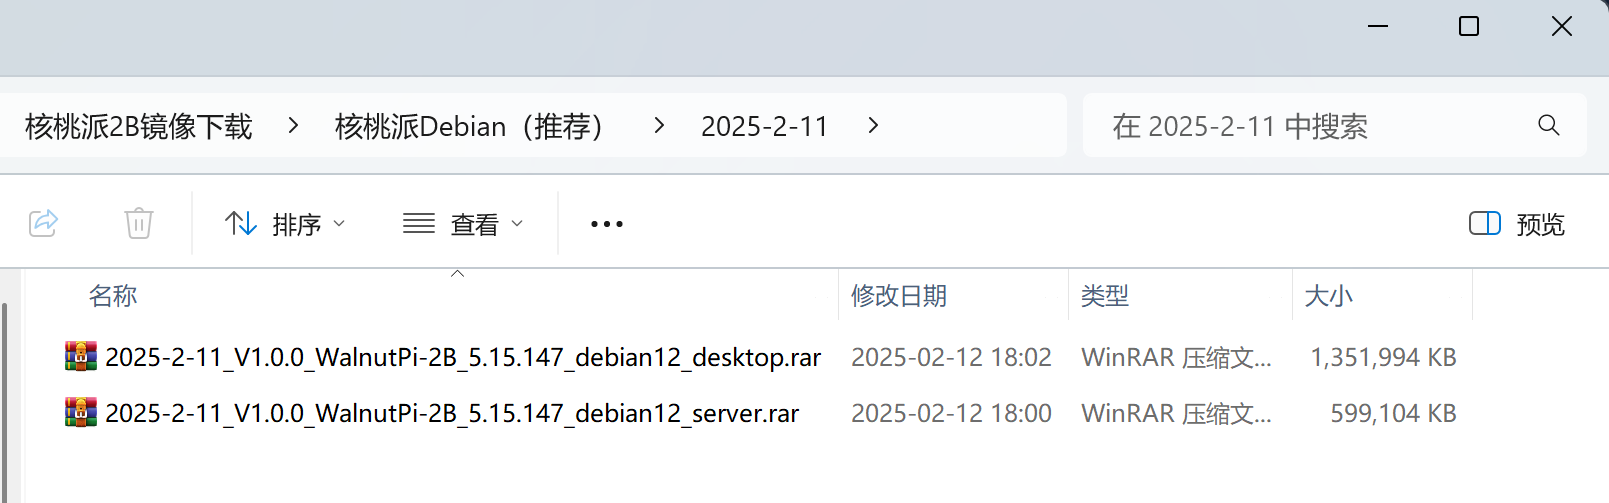 核桃派2B镜像下载 > 核桃派Debian（推荐） > 2025-2-11 >
在 2025-2-11 中搜索
排序 查看 ••• 预览
名称 修改日期 类型 大小
2025-2-11_V1.0.0_WalnutPi-2B_5.15.147_debian12_desktop.rar 2025-02-12 18:02 WinRAR 压缩文... 1,351,994 KB
2025-2-11_V1.0.0_WalnutPi-2B_5.15.147_debian12_server.rar 2025-02-12 18:00 WinRAR 压缩文... 599,104 KB